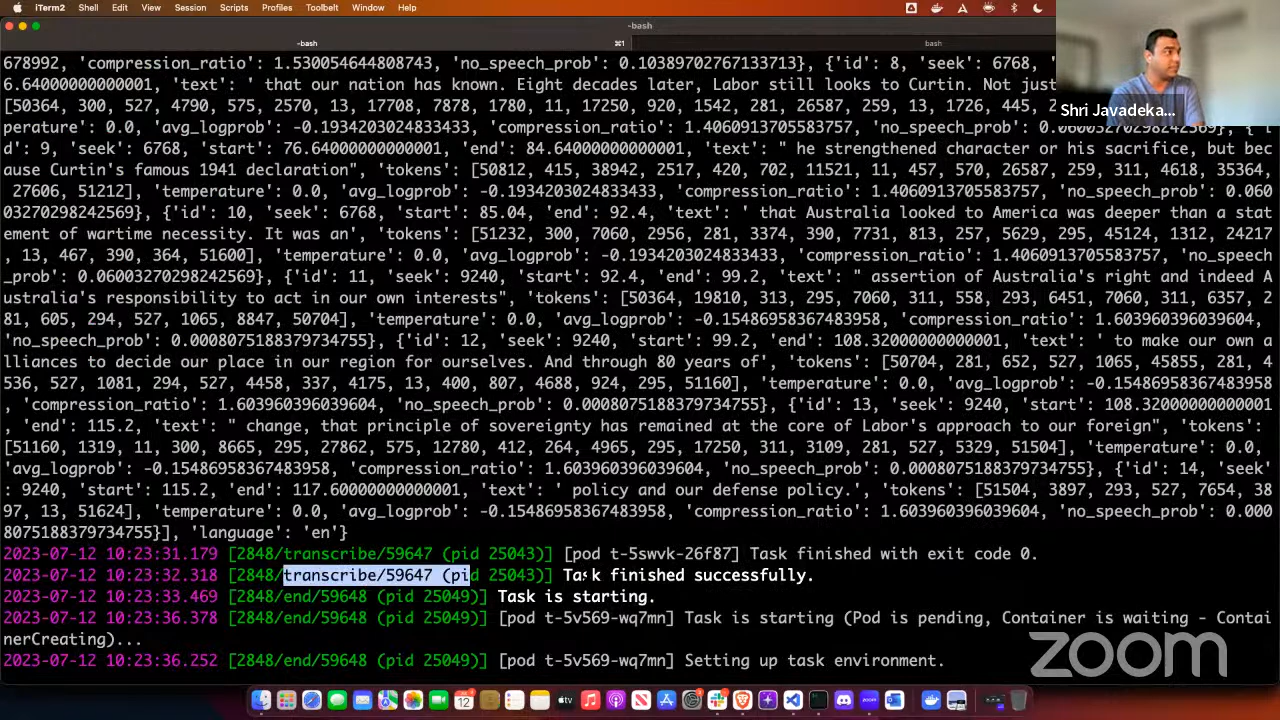 iTerm2 Shell Edit View Session Scripts Profiles Toolbelt Window Help
-bash
-bash ⌘1 bash
678992, 'compression_ratio': 1.530054644808743, 'no_speech_prob': 0.10389702767133713}, {'id': 8, 'seek': 6768,
6.64000000000001, 'text': ' that our nation has known. Eight decades later, Labor still looks to Curtin. Not just
[50364, 300, 527, 4790, 575, 2570, 13, 17708, 7878, 1780, 11, 17250, 920, 1542, 281, 26587, 259, 13, 1726, 445, 2
perature': 0.0, 'avg_logprob': -0.1934203024833433, 'compression_ratio': 1.4060913705583757, 'no_speech_prob': 0.06003270298242569}, {'i
d': 9, 'seek': 6768, 'start': 76.64000000000001, 'end': 84.64000000000001, 'text': " he strengthened character or his sacrifice, but bec
ause Curtin's famous 1941 declaration", 'tokens': [50812, 415, 38942, 2517, 420, 702, 11521, 11, 457, 570, 26587, 259, 311, 4618, 35364,
27606, 51212], 'temperature': 0.0, 'avg_logprob': -0.1934203024833433, 'compression_ratio': 1.4060913705583757, 'no_speech_prob': 0.060
03270298242569}, {'id': 10, 'seek': 6768, 'start': 85.04, 'end': 92.4, 'text': ' that Australia looked to America was deeper than a stat
ement of wartime necessity. It was an', 'tokens': [51232, 300, 7060, 2956, 281, 3374, 390, 7731, 813, 257, 5629, 295, 45124, 1312, 24217
, 13, 467, 390, 364, 51600], 'temperature': 0.0, 'avg_logprob': -0.1934203024833433, 'compression_ratio': 1.4060913705583757, 'no_speech
_prob': 0.06003270298242569}, {'id': 11, 'seek': 9240, 'start': 92.4, 'end': 99.2, 'text': " assertion of Australia's right and indeed A
ustralia's responsibility to act in our own interests", 'tokens': [50364, 19810, 313, 295, 7060, 311, 558, 293, 6451, 7060, 311, 6357, 2
81, 605, 294, 527, 1065, 8847, 50704], 'temperature': 0.0, 'avg_logprob': -0.15486958367483958, 'compression_ratio': 1.603960396039604,
'no_speech_prob': 0.0008075188379734755}, {'id': 12, 'seek': 9240, 'start': 99.2, 'end': 108.32000000000001, 'text': ' to make our own a
lliances to decide our place in our region for ourselves. And through 80 years of', 'tokens': [50704, 281, 652, 527, 1065, 45855, 281, 4
536, 527, 1081, 294, 527, 4458, 337, 4175, 13, 400, 807, 4688, 924, 295, 51160], 'temperature': 0.0, 'avg_logprob': -0.15486958367483958
, 'compression_ratio': 1.603960396039604, 'no_speech_prob': 0.0008075188379734755}, {'id': 13, 'seek': 9240, 'start': 108.32000000000001
, 'end': 115.2, 'text': " change, that principle of sovereignty has remained at the core of Labor's approach to our foreign", 'tokens':
[51160, 1319, 11, 300, 8665, 295, 27862, 575, 12780, 412, 264, 4965, 295, 17250, 311, 3109, 281, 527, 5329, 51504], 'temperature': 0.0,
'avg_logprob': -0.15486958367483958, 'compression_ratio': 1.603960396039604, 'no_speech_prob': 0.0008075188379734755}, {'id': 14, 'seek'
: 9240, 'start': 115.2, 'end': 117.60000000000001, 'text': ' policy and our defense policy.', 'tokens': [51504, 3897, 293, 527, 7654, 38
97, 13, 51624], 'temperature': 0.0, 'avg_logprob': -0.15486958367483958, 'compression_ratio': 1.603960396039604, 'no_speech_prob': 0.000
8075188379734755}], 'language': 'en'}
2023-07-12 10:23:31.179 [2848/transcribe/59647 (pid 25043)] [pod t-5swvk-26f87] Task finished with exit code 0.
2023-07-12 10:23:32.318 [2848/transcribe/59647 (pid 25043)] Task finished successfully.
2023-07-12 10:23:33.469 [2848/end/59648 (pid 25049)] Task is starting.
2023-07-12 10:23:36.378 [2848/end/59648 (pid 25049)] [pod t-5v569-wq7mn] Task is starting (Pod is pending, Container is waiting - Contai
nerCreating)...
2023-07-12 10:23:36.252 [2848/end/59648 (pid 25049)] [pod t-5v569-wq7mn] Setting up task environment.
Shri Javadeka...
zoom